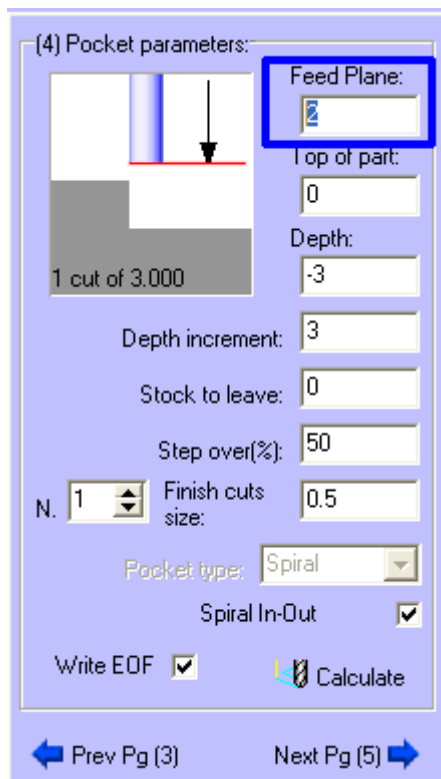 (4) Pocket parameters:
Feed Plane:
2
Top of part:
0
Depth:
1 cut of 3.000
-3
Depth increment: 3
Stock to leave: 0
Step over(%): 50
N. 1 Finish cuts size: 0.5
Pocket type: Spiral
Spiral In-Out
Write EOF Calculate
Prev Pg (3) Next Pg (5)